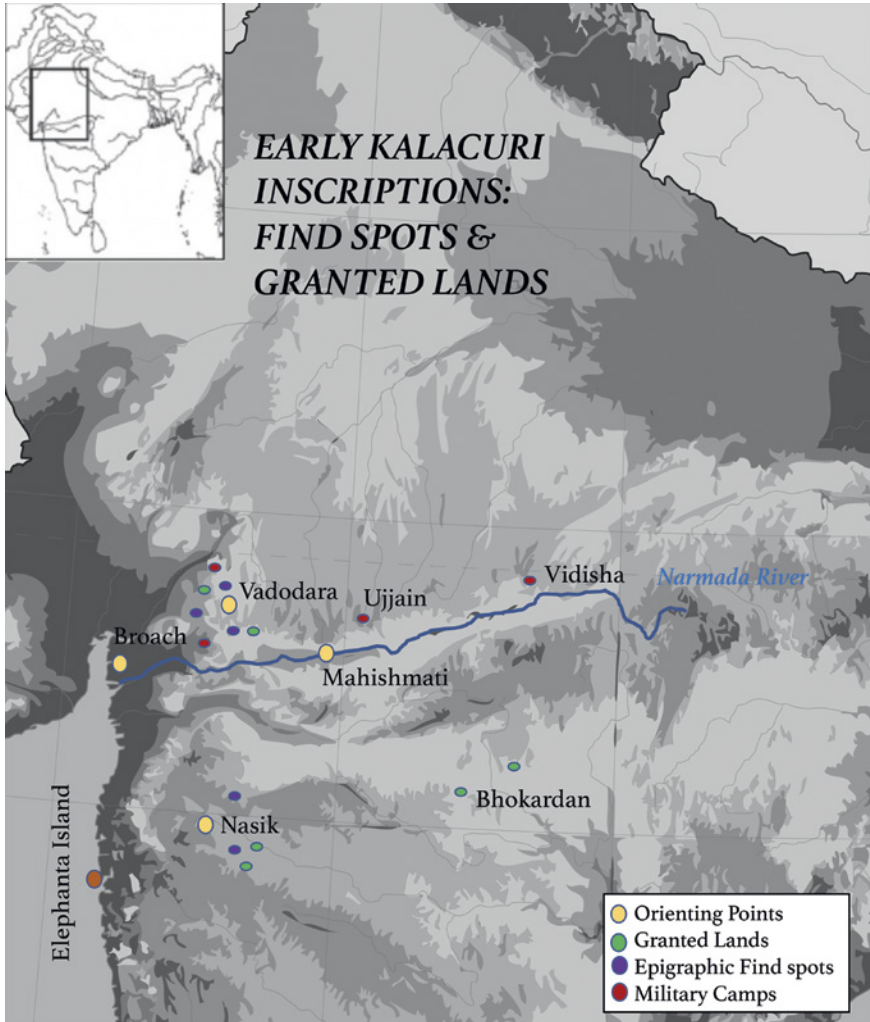 EARLY KALACURI
INSCRIPTIONS:
FIND SPOTS &
GRANTED LANDS
Vadodara
Ujjain
Vidisha
Narmada River
Broach
Mahishmati
Bhokardan
Nasik
Elephanta Island
Orienting Points
Granted Lands
Epigraphic Find spots
Military Camps